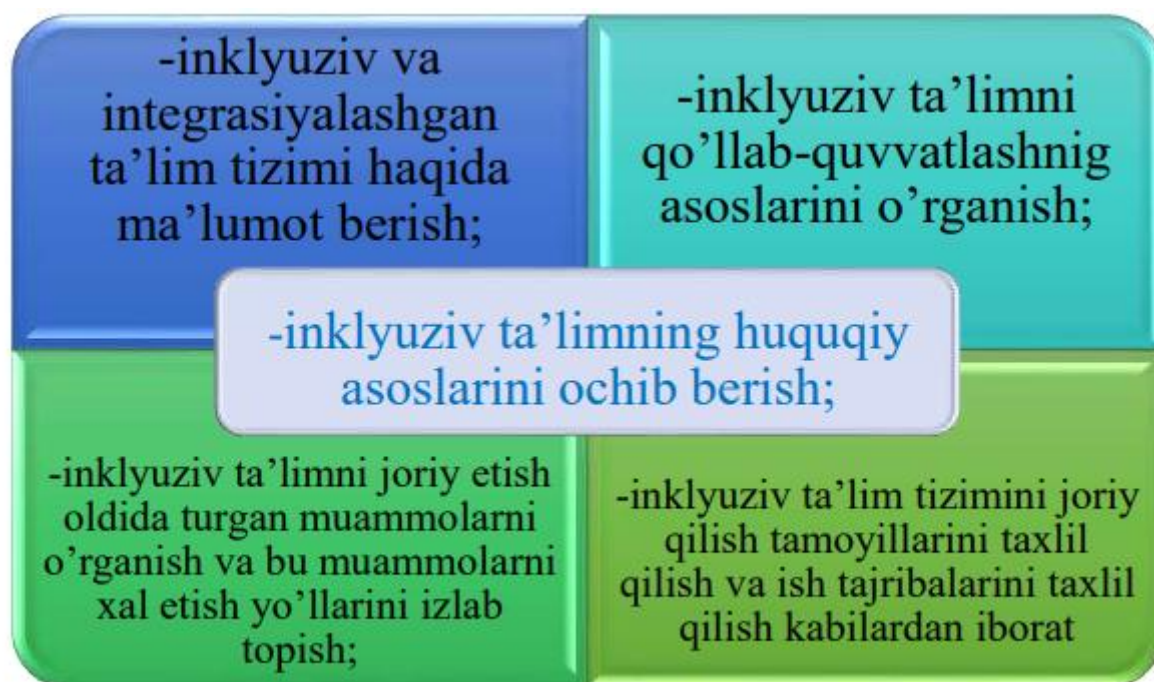 -inklyuziv va
integrasiyalashgan
ta’lim tizimi haqida
ma’lumot berish;
-inklyuziv ta’limni
qo’llab-quvvatlashnig
asoslarini o’rganish;
-inklyuziv ta’limning huquqiy
asoslarini ochib berish;
-inklyuziv ta’limni joriy etish
oldida turgan muammolarni
o’rganish va bu muammolarni
xal etish yo’llarini izlab
topish;
-inklyuziv ta’lim tizimini joriy
qilish tamoyillarini taxlil
qilish va ish tajribalarini taxlil
qilish kabilardan iborat